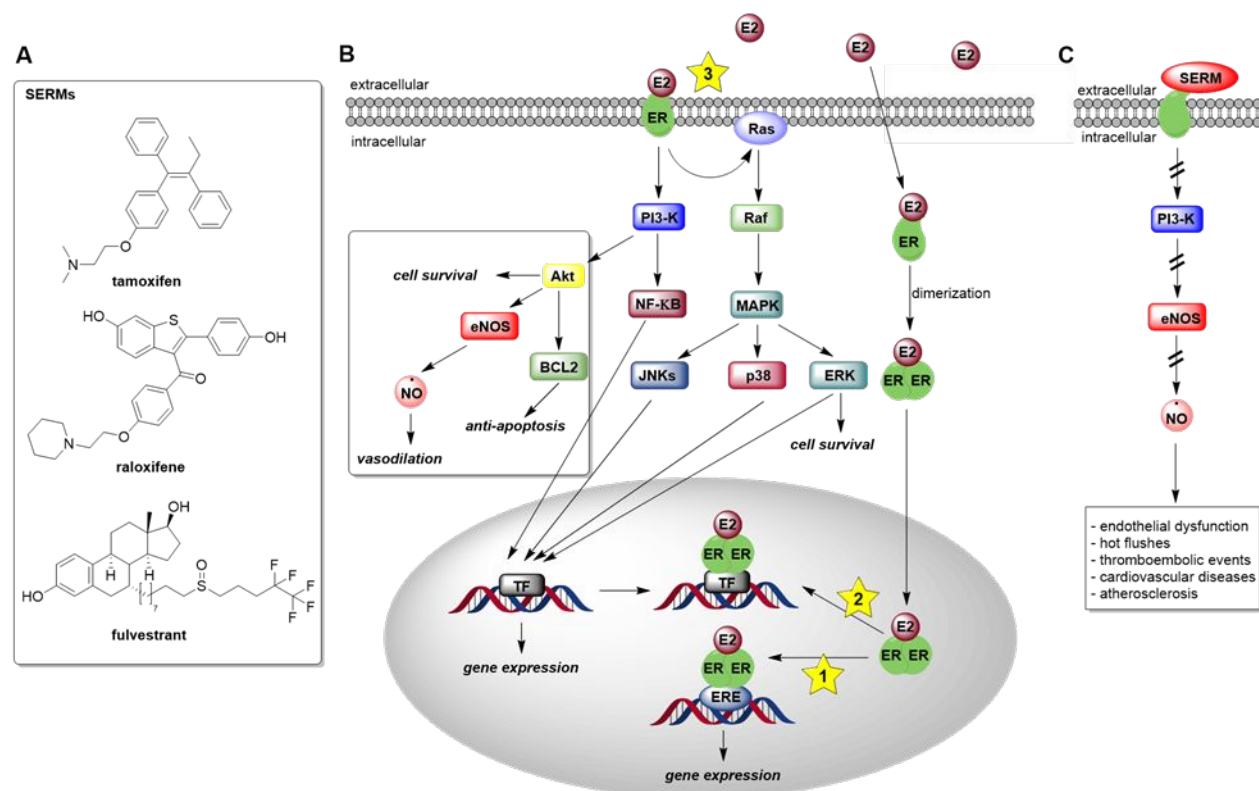 A
SERMs
N
O
tamoxifen
HO
S
OH
O
N
O
raloxifene
OH
H
H
H
HO
7
O
S
F
F
F
F
F
fulvestrant
B
E2
E2
E2
3
extracellular
E2
ER
intracellular
Ras
PI3-K
Raf
E2
ER
cell survival
Akt
NF-κB
MAPK
dimerization
eNOS
BCL2
JNKs
p38
ERK
E2
ER ER
NO
anti-apoptosis
cell survival
vasodilation
E2
ER ER
TF
TF
2
gene expression
E2
ER ER
E2
ER ER
1
ERE
gene expression
C
SERM
extracellular
intracellular
PI3-K
eNOS
NO
- endothelial dysfunction
- hot flushes
- thromboembolic events
- cardiovascular diseases
- atherosclerosis